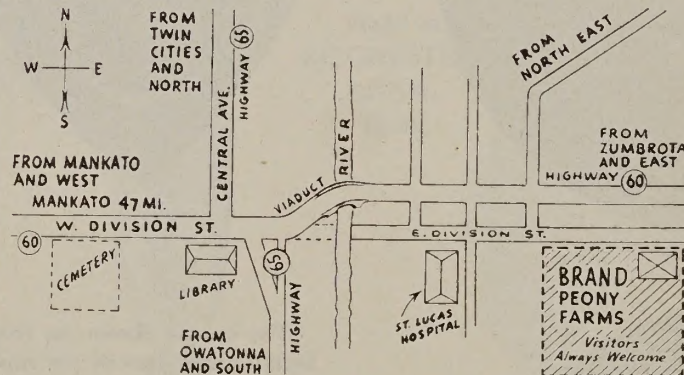 N
W E
S
FROM
TWIN
CITIES
AND
NORTH
65
HIGHWAY
CENTRAL AVE.
FROM
NORTH EAST
FROM MANKATO
AND WEST
MANKATO 47 MI.
W. DIVISION ST.
60
VIADUCT
RIVER
FROM
ZUMBROTA
AND EAST
HIGHWAY 60
E. DIVISION ST.
CEMETERY
LIBRARY
65
HIGHWAY
FROM
OWATONNA
AND SOUTH
ST. LUCAS
HOSPITAL
BRAND
PEONY
FARMS
Visitors
Always Welcome